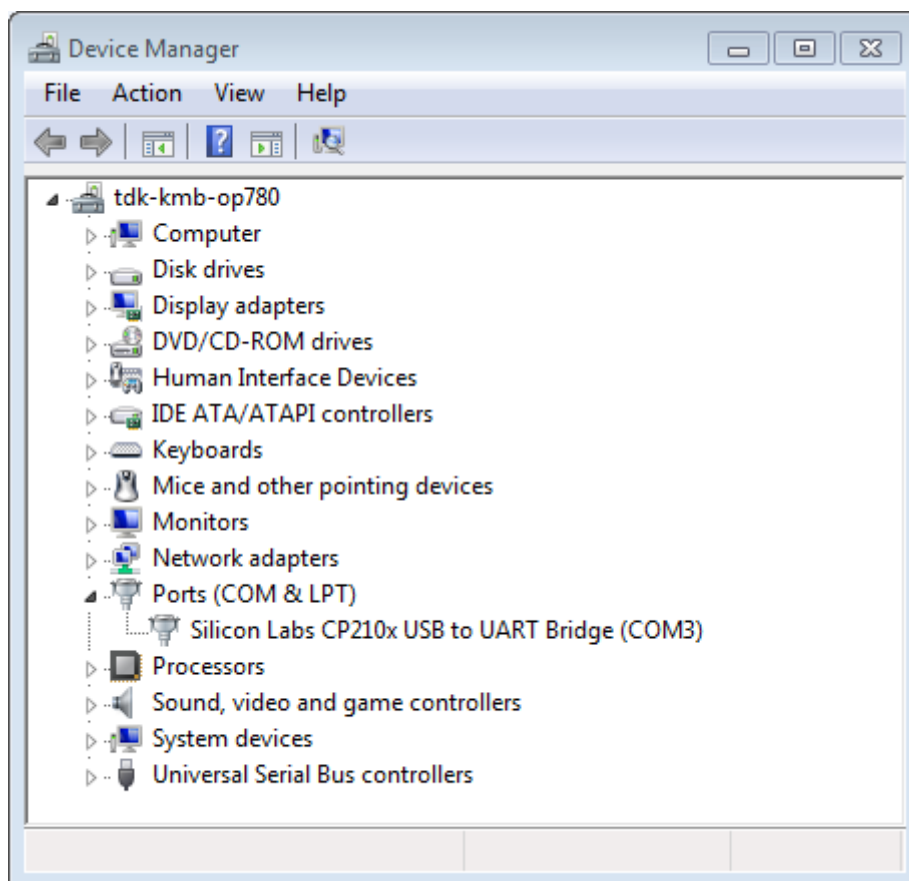 Device Manager
File Action View Help
?
tdk-kmb-op780
Computer
Disk drives
Display adapters
DVD/CD-ROM drives
Human Interface Devices
IDE ATA/ATAPI controllers
Keyboards
Mice and other pointing devices
Monitors
Network adapters
Ports (COM & LPT)
Silicon Labs CP210x USB to UART Bridge (COM3)
Processors
Sound, video and game controllers
System devices
Universal Serial Bus controllers